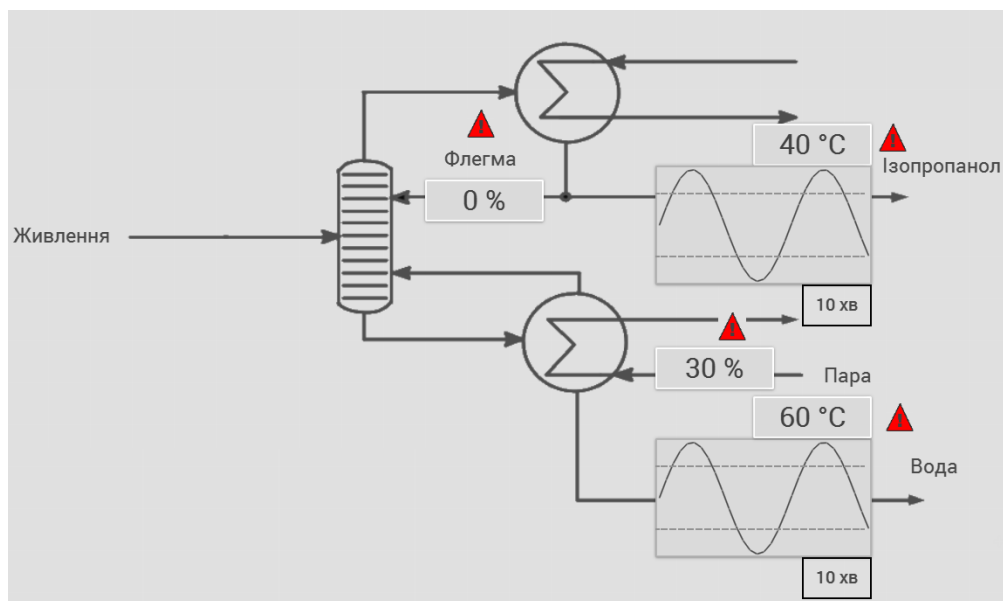 40 °C
Ізопропанол
Флегма
0 %
Живлення
10 хв
30 %
Пара
60 °C
Вода
10 хв